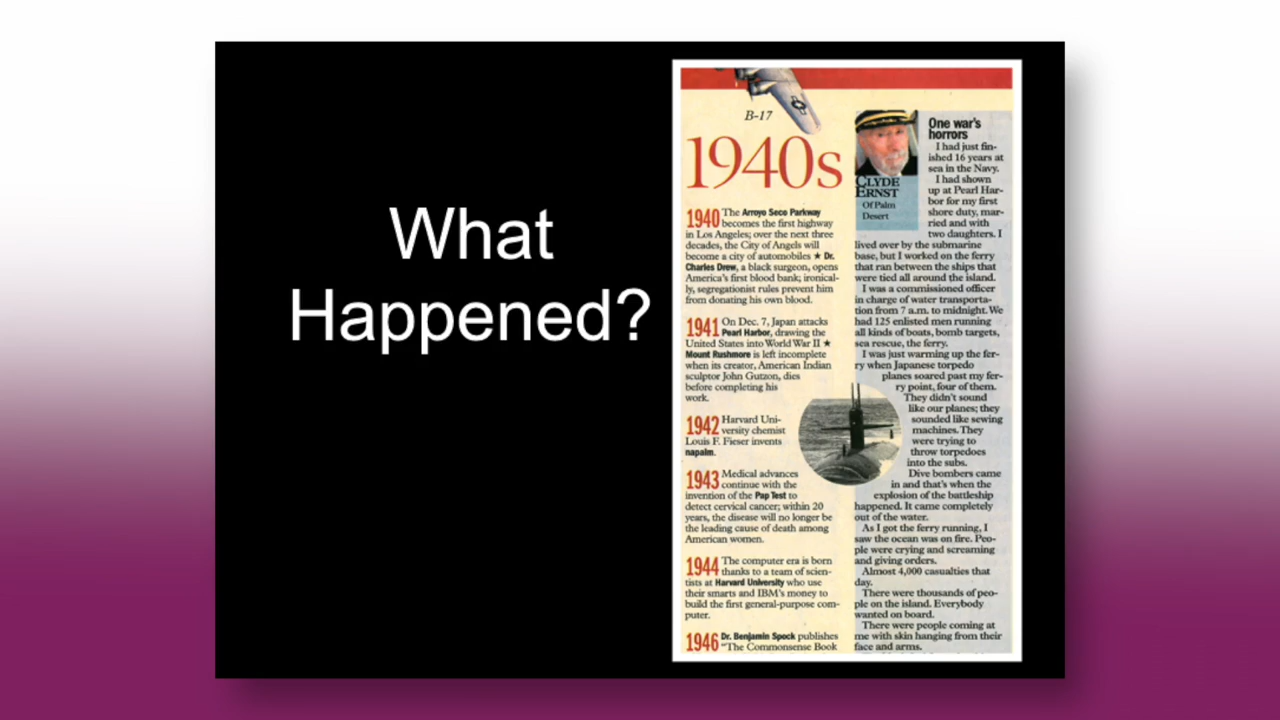 What
Happened?
B-17
1940s
1940 The Arroyo Seco Parkway
becomes the first highway
in Los Angeles; over the next three
decades, the City of Angels will
become a city of automobiles ★ Dr.
Charles Drew, a black surgeon, opens
America's first blood bank; ironical-
ly, segregationist rules prevent him
from donating his own blood.
1941 On Dec. 7, Japan attacks
Pearl Harbor, drawing the
United States into World War II ★
Mount Rushmore is left incomplete
when its creator, American Indian
sculptor John Gutzon, dies
before completing his
work.
1942 Harvard Uni-
versity chemist
Louis F. Fieser invents
napalm.
1943 Medical advances
continue with the
invention of the Pap Test to
detect cervical cancer; within 20
years, the disease will no longer be
the leading cause of death among
American women.
1944 The computer era is born
thanks to a team of scien-
tists at Harvard University who use
their smarts and IBM's money to
build the first general-purpose com-
puter.
1946 Dr. Benjamin Spock publishes
"The Commonsense Book
CLYDE
ERNST
Of Palm
Desert
One war's
horrors
I had just fin-
ished 16 years at
sea in the Navy.
I had shown
up at Pearl Har-
bor for my first
shore duty, mar-
ried and with
two daughters. I
lived over by the submarine
base, but I worked on the ferry
that ran between the ships that
were tied all around the island.
I was a commissioned officer
in charge of water transporta-
tion from 7 a.m. to midnight. We
had 125 enlisted men running
all kinds of boats, bomb targets,
sea rescue, the ferry.
I was just warming up the fer-
ry when Japanese torpedo
planes soared past my fer-
ry point, four of them.
They didn't sound
like our planes; they
sounded like sewing
machines. They
were trying to
throw torpedoes
into the subs.
Dive bombers came
in and that's when the
explosion of the battleship
happened. It came completely
out of the water.
As I got the ferry running, I
saw the ocean was on fire. Peo-
ple were crying and screaming
and giving orders.
Almost 4,000 casualties that
day.
There were thousands of peo-
ple on the island. Everybody
wanted on board.
There were people coming at
me with skin hanging from their
face and arms.